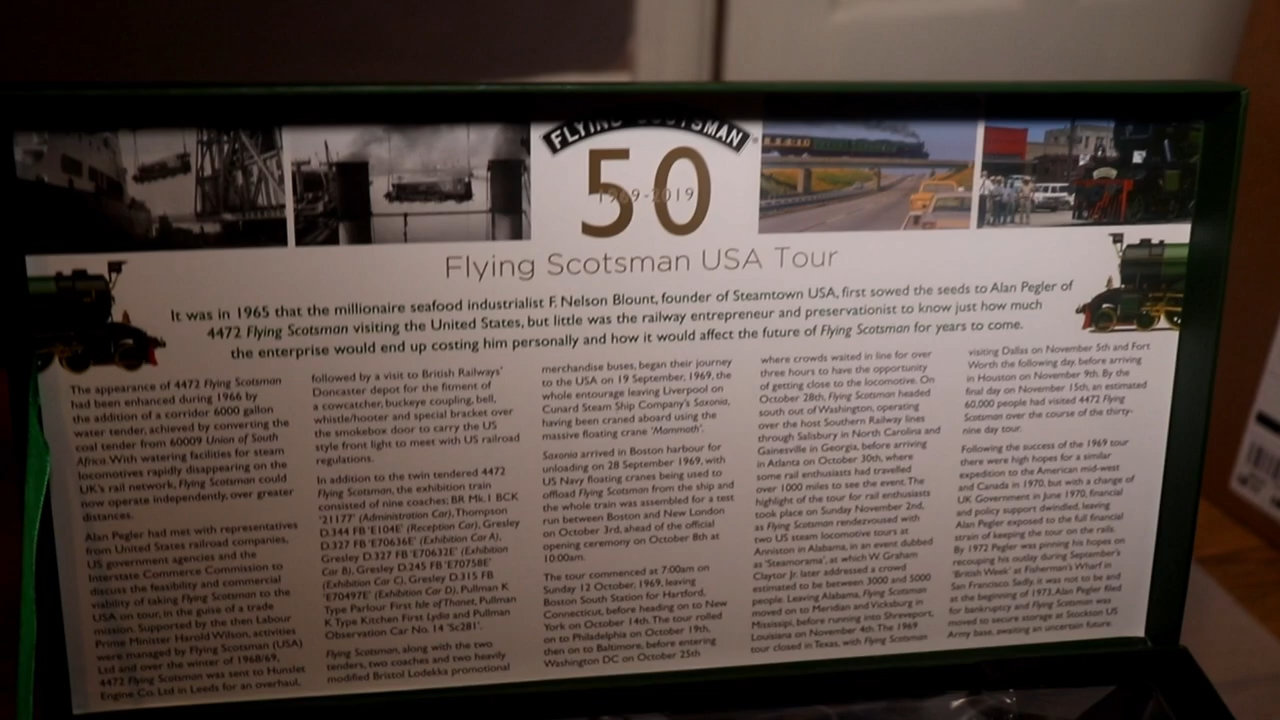 FLYING SCOTSMAN
50
1969-2019
Flying Scotsman USA Tour
It was in 1965 that the millionaire seafood industrialist F. Nelson Blount, founder of Steamtown USA, first sowed the seeds to Alan Pegler of
4472 Flying Scotsman visiting the United States, but little was the railway entrepreneur and preservationist to know just how much
the enterprise would end up costing him personally and how it would affect the future of Flying Scotsman for years to come.
The appearance of 4472 Flying Scotsman
had been enhanced during 1966 by
the addition of a corridor 6000 gallon
water tender, achieved by converting the
coal tender from 60009 Union of South
Africa. With watering facilities for steam
locomotives rapidly disappearing on the
UK's rail network, Flying Scotsman could
now operate independently, over greater
distances.
Alan Pegler had met with representatives
from United States railroad companies,
US government agencies and the
Interstate Commerce Commission to
discuss the feasibility and commercial
viability of taking Flying Scotsman to the
USA on tour, in the guise of a trade
mission. Supported by the then Labour
Prime Minister Harold Wilson, activities
were managed by Flying Scotsman (USA)
Ltd and over the winter of 1968/69,
4472 Flying Scotsman was sent to Hunslet
Engine Co. Ltd in Leeds for an overhaul,
followed by a visit to British Railways'
Doncaster depot for the fitment of
a cowcatcher, buckeye coupling, bell,
whistle/hooter and special bracket over
the smokebox door to carry the US
style front light to meet with US railroad
regulations.
In addition to the twin tendered 4472
Flying Scotsman, the exhibition train
consisted of nine coaches; BR Mk.1 BCK
'21177' (Administration Car), Thompson
D.344 FB 'E104E' (Reception Car), Gresley
D.327 FB 'E70636E' (Exhibition Car A),
Gresley D.327 FB 'E70632E' (Exhibition
Car B), Gresley D.245 FB 'E70758E'
(Exhibition Car C), Gresley D.315 FB
'E70497E' (Exhibition Car D), Pullman K
Type Parlour First Isle of Thanet, Pullman
K Type Kitchen First Lydia and Pullman
Observation Car No. 14 'Sc281'.
Flying Scotsman, along with the two
tenders, two coaches and two heavily
modified Bristol Lodekka promotional
merchandise buses, began their journey
to the USA on 19 September, 1969, the
whole entourage leaving Liverpool on
Cunard Steam Ship Company's Saxonia,
having been craned aboard using the
massive floating crane 'Mammoth'.
Saxonia arrived in Boston harbour for
unloading on 28 September 1969, with
US Navy floating cranes being used to
offload Flying Scotsman from the ship and
the whole train was assembled for a test
run between Boston and New London
on October 3rd, ahead of the official
opening ceremony on October 8th at
10:00am.
The tour commenced at 7:00am on
Sunday 12 October, 1969, leaving
Boston South Station for Hartford,
Connecticut, before heading on to New
York on October 14th. The tour rolled
on to Philadelphia on October 19th,
then on to Baltimore, before entering
Washington DC on October 25th
where crowds waited in line for over
three hours to have the opportunity
of getting close to the locomotive. On
October 28th, Flying Scotsman headed
south out of Washington, operating
over the host Southern Railway lines
through Salisbury in North Carolina and
Gainesville in Georgia, before arriving
in Atlanta on October 30th, where
some rail enthusiasts had travelled
over 1000 miles to see the event. The
highlight of the tour for rail enthusiasts
took place on Sunday November 2nd,
as Flying Scotsman rendezvoused with
two US steam locomotive tours at
Anniston in Alabama, in an event dubbed
as 'Steamorama', at which W. Graham
Claytor Jr. later addressed a crowd
estimated to be between 3000 and 5000
people. Leaving Alabama, Flying Scotsman
moved on to Meridian and Vicksburg in
Mississipi, before running into Shreveport,
Louisiana on November 4th. The 1969
tour closed in Texas, with Flying Scotsman
visiting Dallas on November 5th and Fort
Worth the following day, before arriving
in Houston on November 9th. By the
final day on November 15th, an estimated
60,000 people had visited 4472 Flying
Scotsman over the course of the thirty-
nine day tour.
Following the success of the 1969 tour
there were high hopes for a similar
expedition to the American mid-west
and Canada in 1970, but with a change of
UK Government in June 1970, financial
and policy support dwindled, leaving
Alan Pegler exposed to the full financial
strain of keeping the tour on the rails.
By 1972 Pegler was pinning his hopes on
recouping his outlay during September's
'British Week' at Fisherman's Wharf in
San Francisco. Sadly, it was not to be and
at the beginning of 1973, Alan Pegler filed
for bankruptcy and Flying Scotsman was
moved to secure storage at Stockton US
Army base, awaiting an uncertain future.